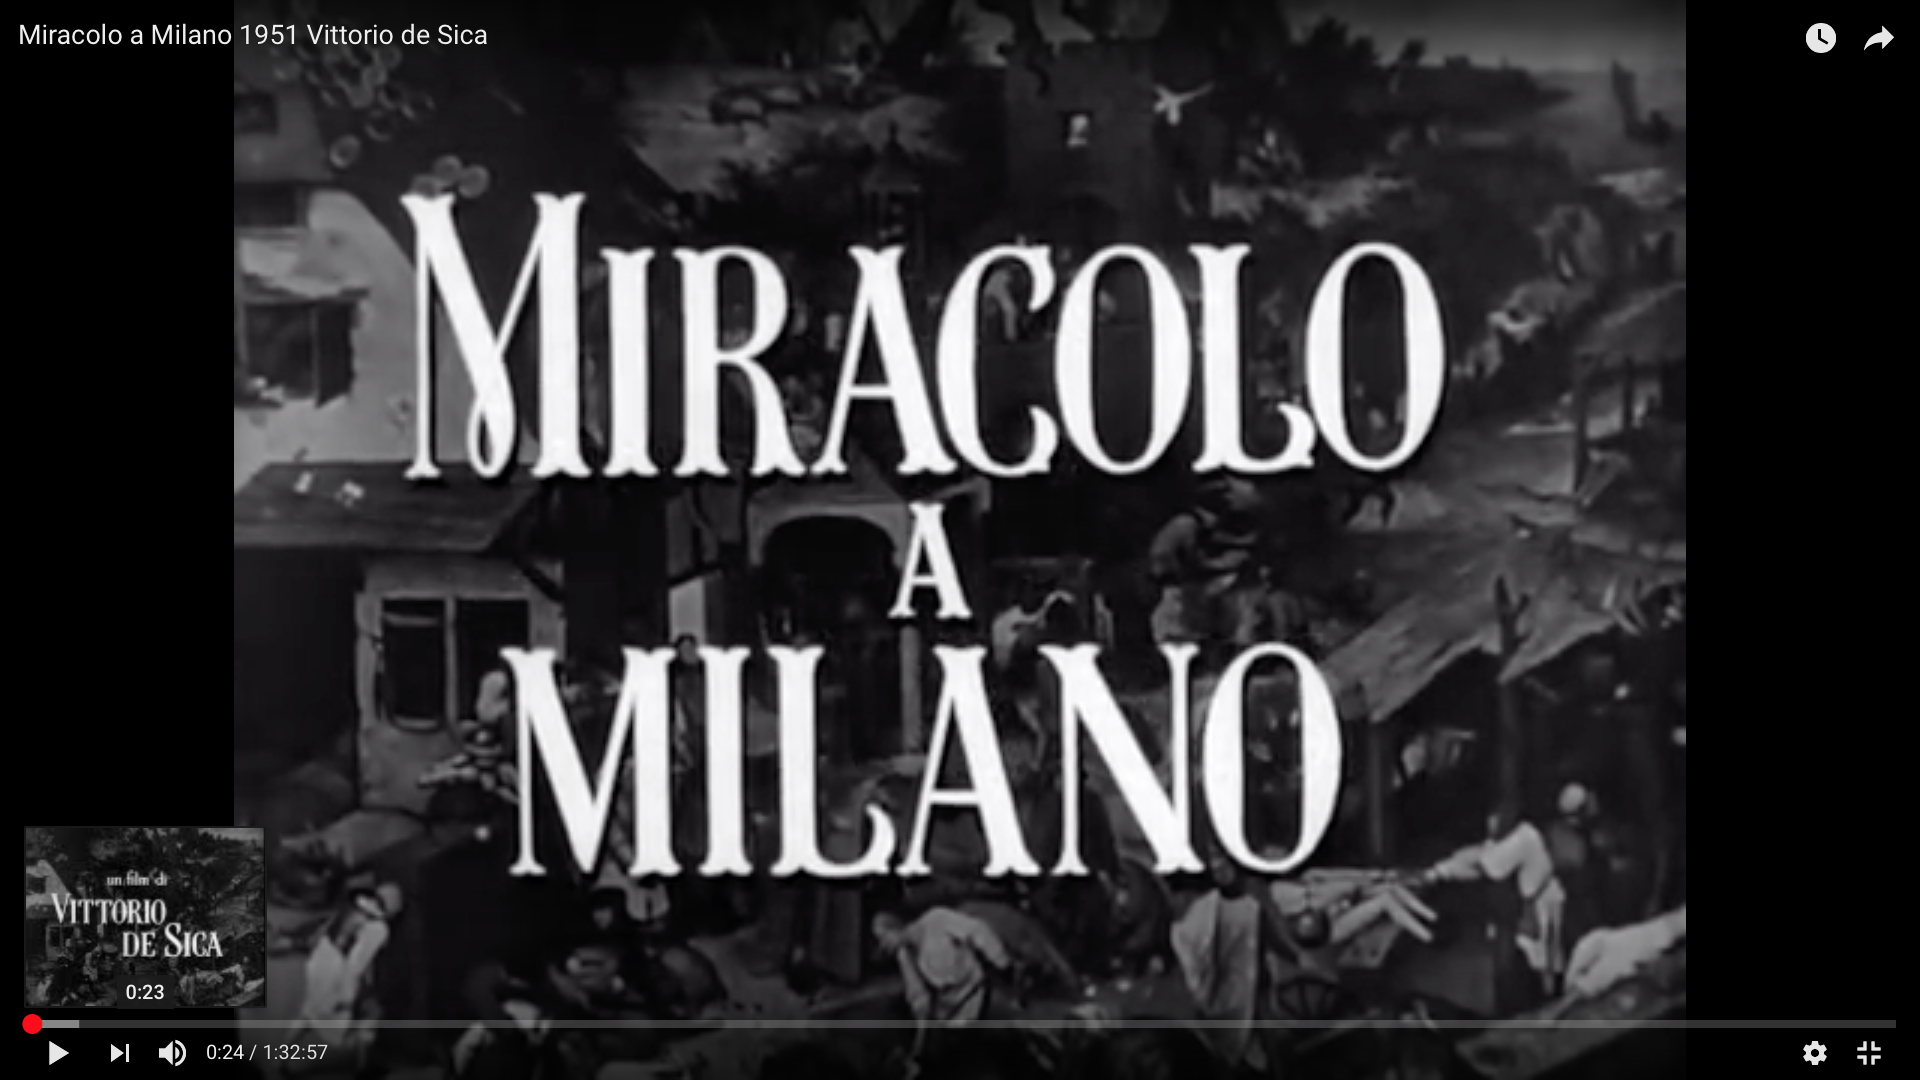 Miracolo a Milano 1951 Vittorio de Sica
MIRACOLO
A
MILANO
un film di
VITTORIO
DE SICA
0:23
0:24 / 1:32:57